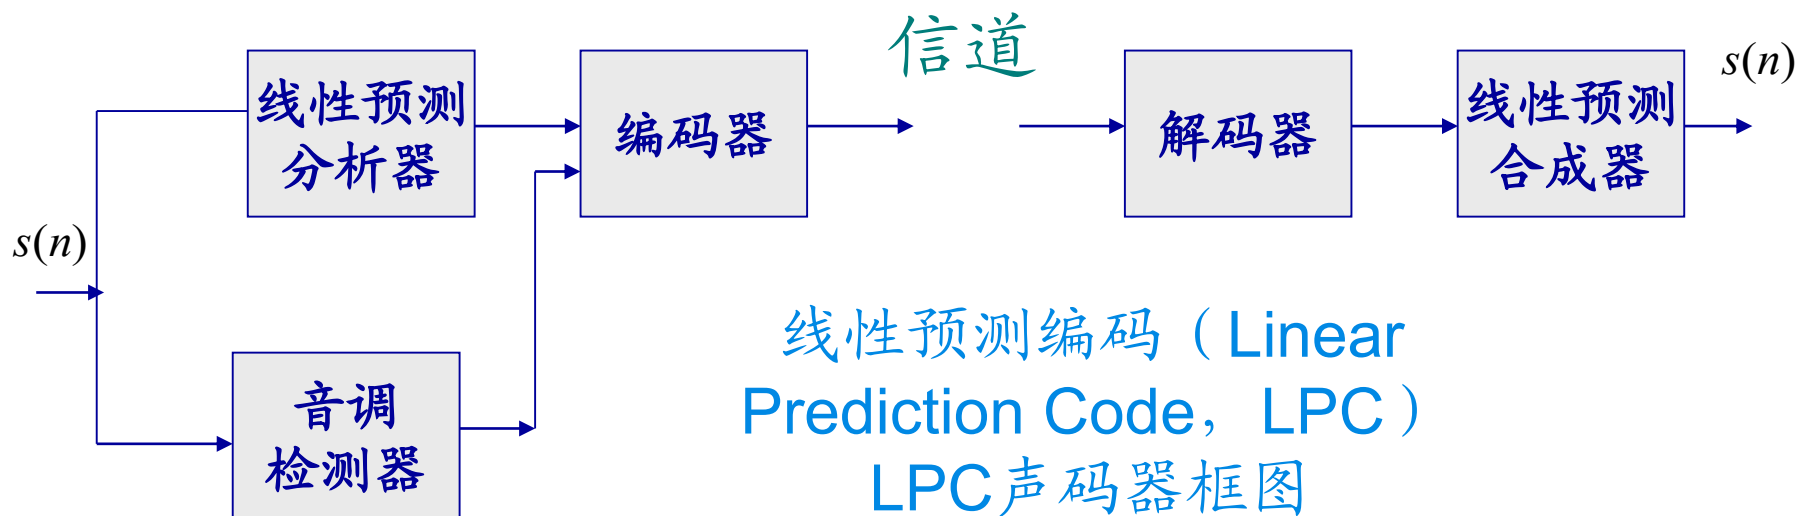 信道
s(n)
线性预测
分析器
编码器
解码器
线性预测
合成器
s(n)
音调
检测器
线性预测编码（Linear
Prediction Code，LPC）
LPC声码器框图